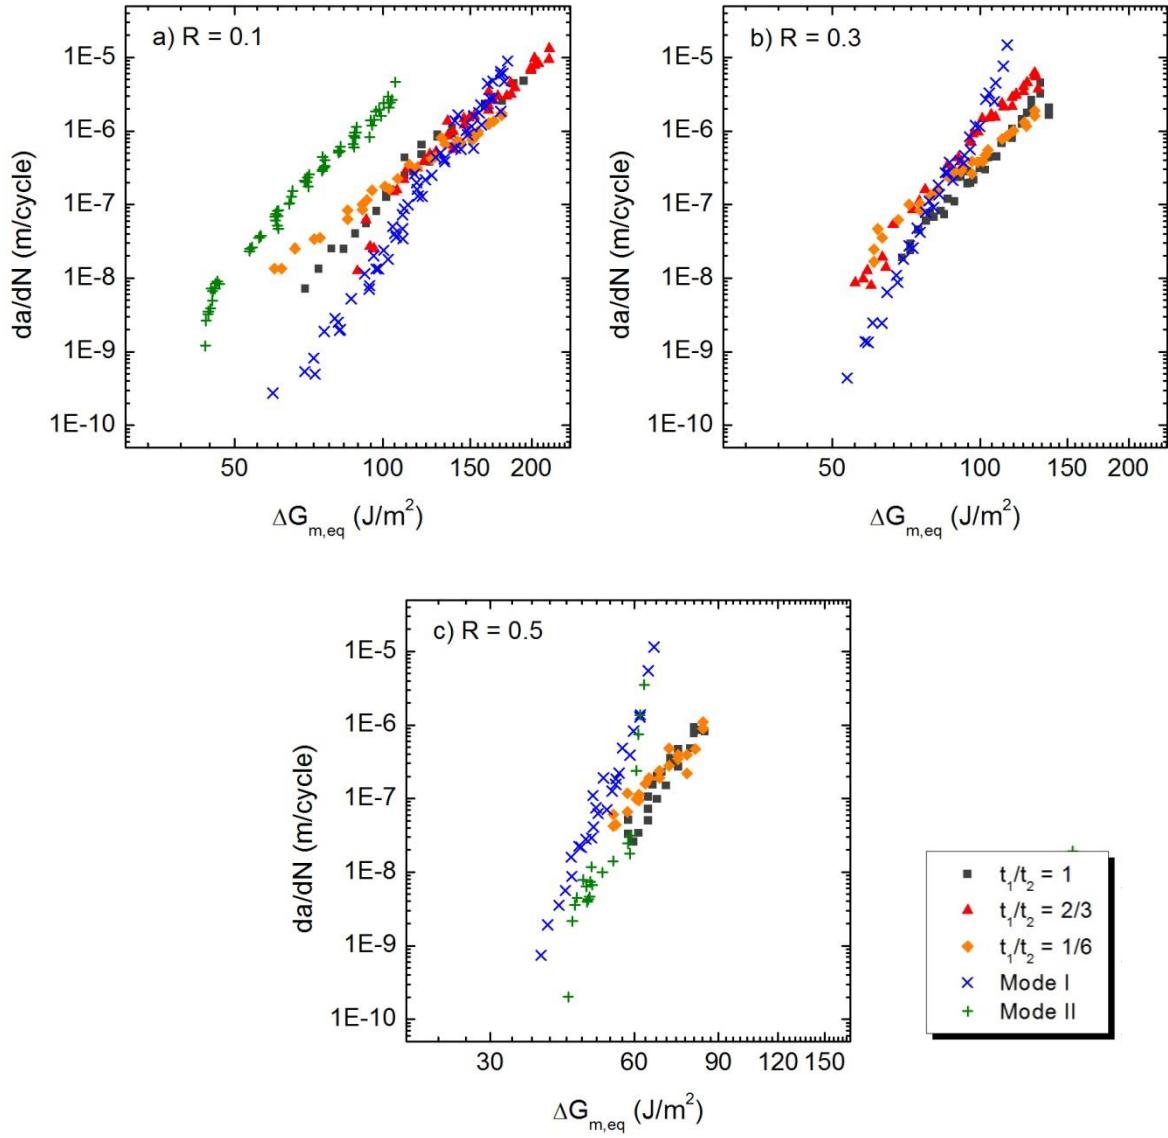 a) R = 0.1
1E-5
1E-6
1E-7
1E-8
1E-9
1E-10
da/dN (m/cycle)
50 100 150 200
ΔG_m,eq (J/m²)
b) R = 0.3
1E-5
1E-6
1E-7
1E-8
1E-9
1E-10
da/dN (m/cycle)
50 100 150 200
ΔG_m,eq (J/m²)
c) R = 0.5
1E-5
1E-6
1E-7
1E-8
1E-9
1E-10
da/dN (m/cycle)
30 60 90 120 150
ΔG_m,eq (J/m²)
t₁/t₂ = 1
t₁/t₂ = 2/3
t₁/t₂ = 1/6
Mode I
Mode II